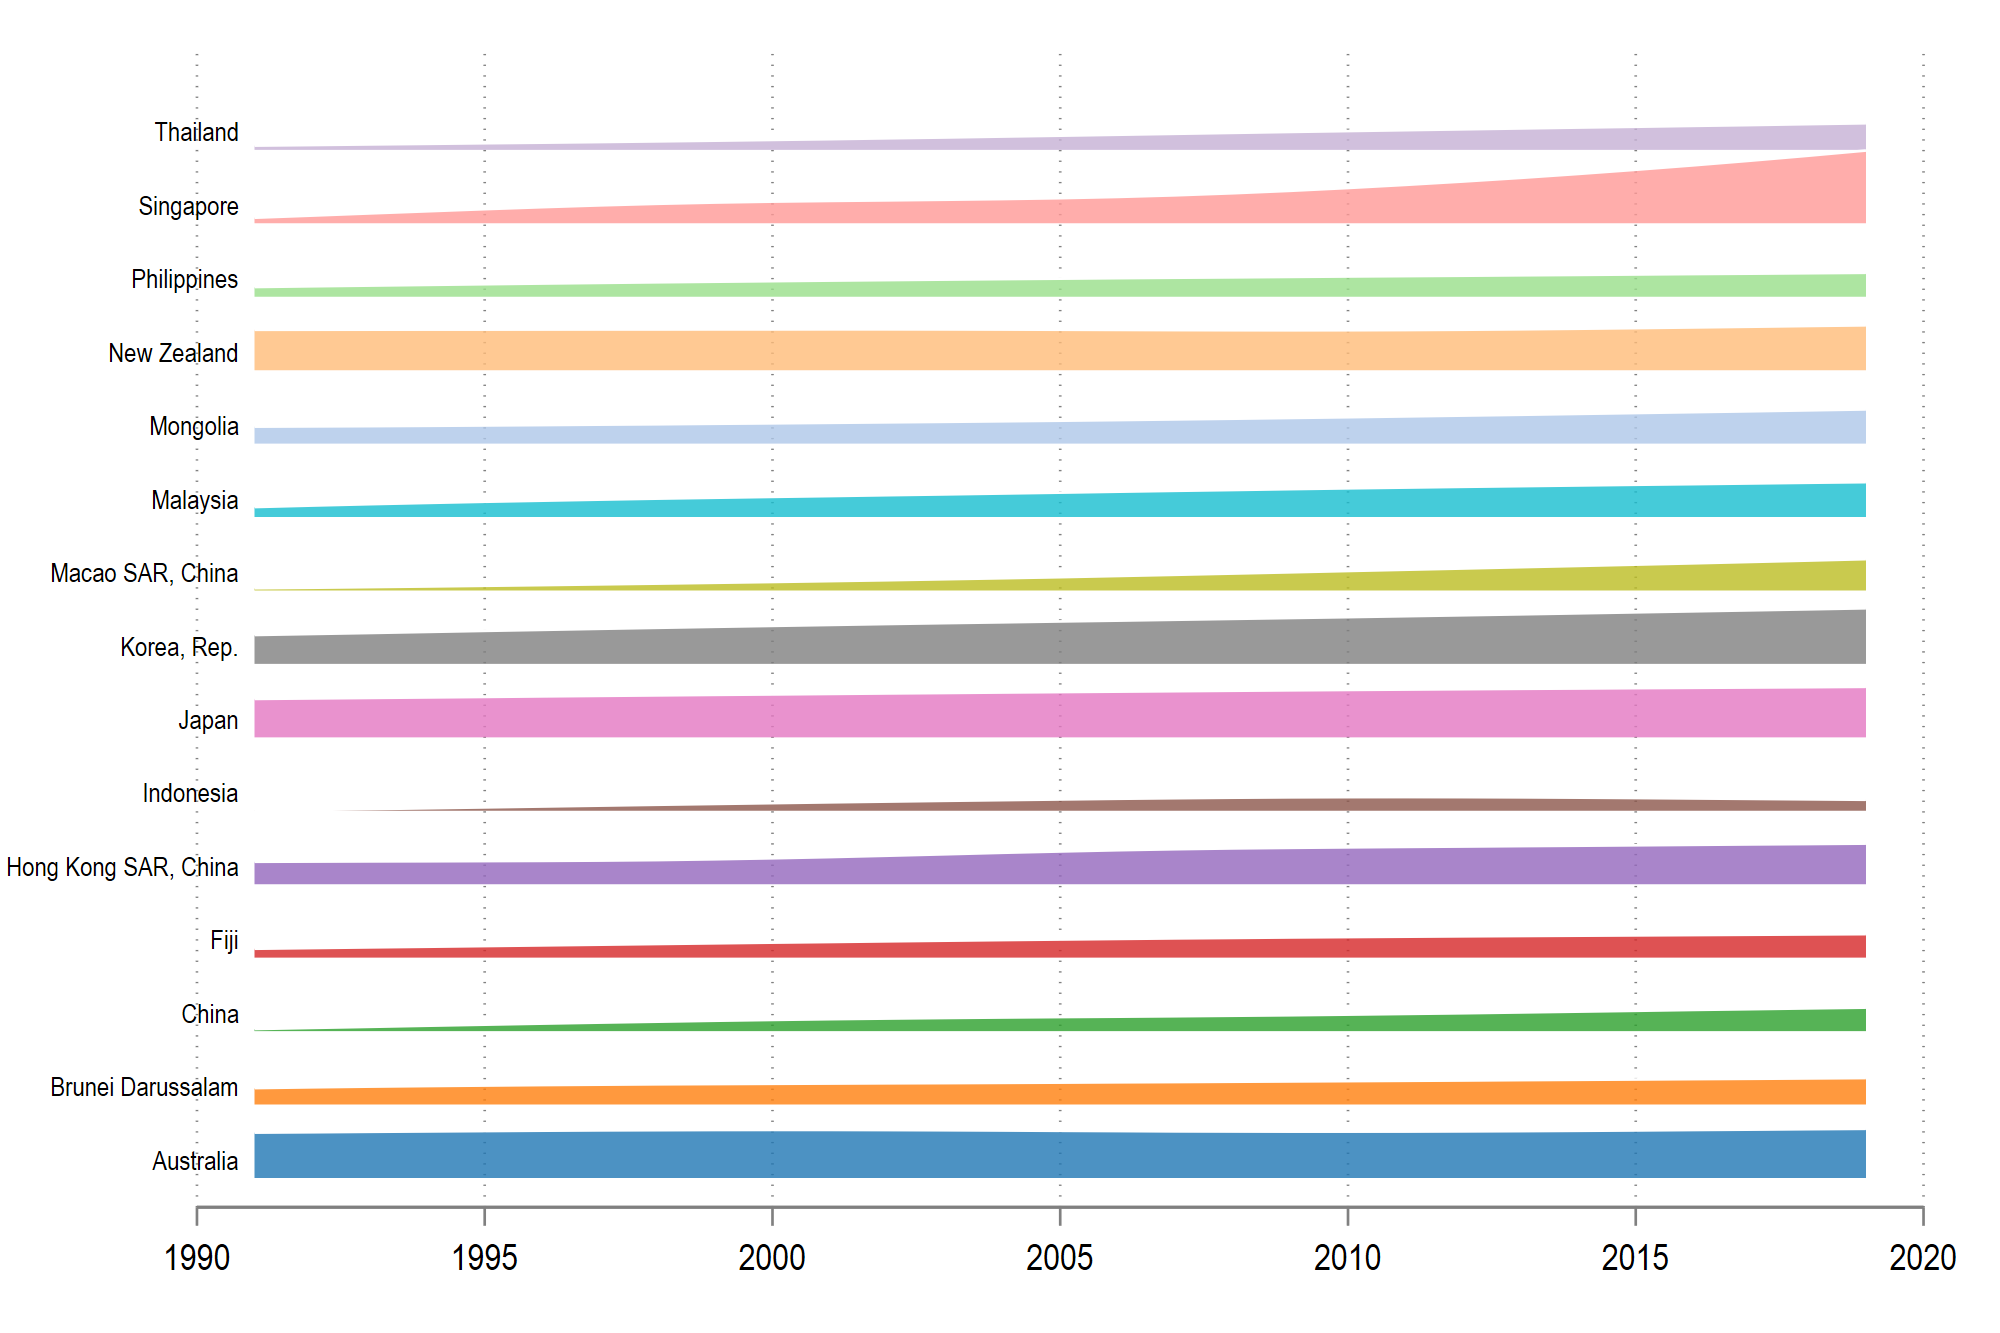 Thailand
Singapore
Philippines
New Zealand
Mongolia
Malaysia
Macao SAR, China
Korea, Rep.
Japan
Indonesia
Hong Kong SAR, China
Fiji
China
Brunei Darussalam
Australia
1990 1995 2000 2005 2010 2015 2020